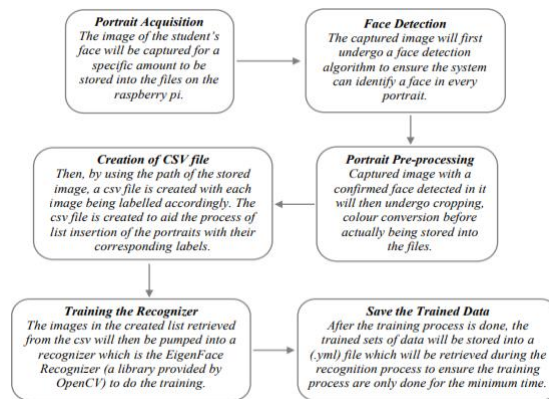 Portrait Acquisition
The image of the student's
face will be captured for a
specific amount to be
stored into the files on the
raspberry pi.
Face Detection
The captured image will first
undergo a face detection
algorithm to ensure the system
can identify a face in every
portrait.
Portrait Pre-processing
Captured image with a
confirmed face detected in it
will then undergo cropping,
colour conversion before
actually being stored into
the files.
Creation of CSV file
Then, by using the path of the stored
image, a csv file is created with each
image being labelled accordingly. The
csv file is created to aid the process of
list insertion of the portraits with their
corresponding labels.
Training the Recognizer
The images in the created list retrieved
from the csv will then be pumped into a
recognizer which is the EigenFace
Recognizer (a library provided by
OpenCV) to do the training.
Save the Trained Data
After the training process is done, the
trained sets of data will be stored into a
(.yml) file which will be retrieved during the
recognition process to ensure the training
process are only done for the minimum time.